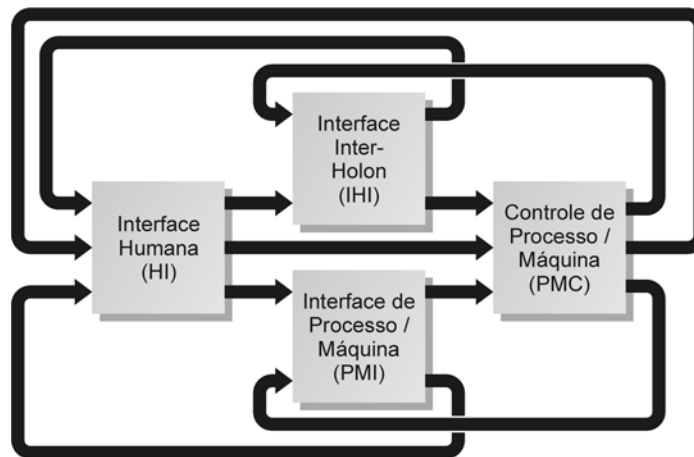 Interface
Inter-
Holon
(IHI)
Interface
Humana
(HI)
Controle de
Processo /
Máquina
(PMC)
Interface de
Processo /
Máquina
(PMI)